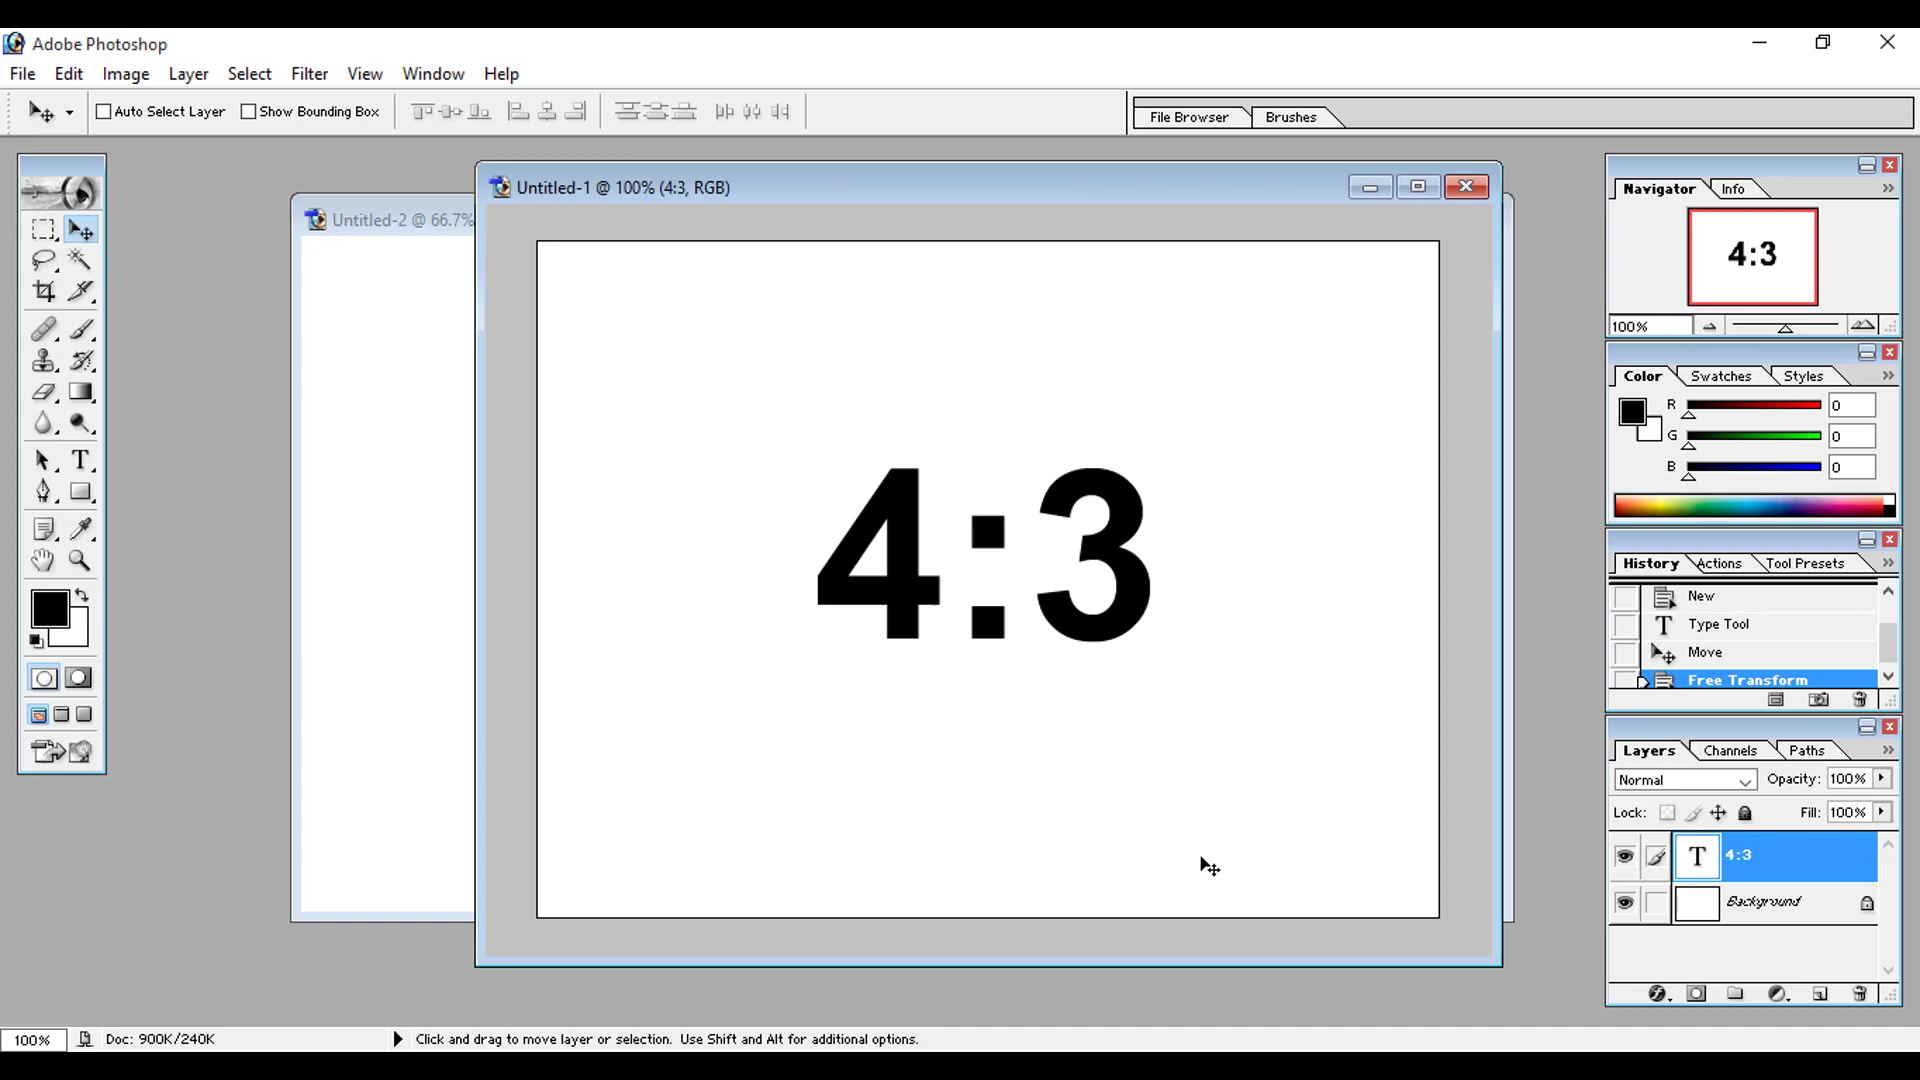 Adobe Photoshop
File Edit Image Layer Select Filter View Window Help
Auto Select Layer Show Bounding Box
File Browser Brushes
Untitled-2 @ 66.7%
Untitled-1 @ 100% (4:3, RGB)
4:3
Navigator Info
4:3
100%
Color Swatches Styles
R 0
G 0
B 0
History Actions Tool Presets
New
T Type Tool
Move
Free Transform
Layers Channels Paths
Normal Opacity: 100%
Lock: Fill: 100%
T 4:3
Background
T
100% Doc: 900K/240K Click and drag to move layer or selection. Use Shift and Alt for additional options.